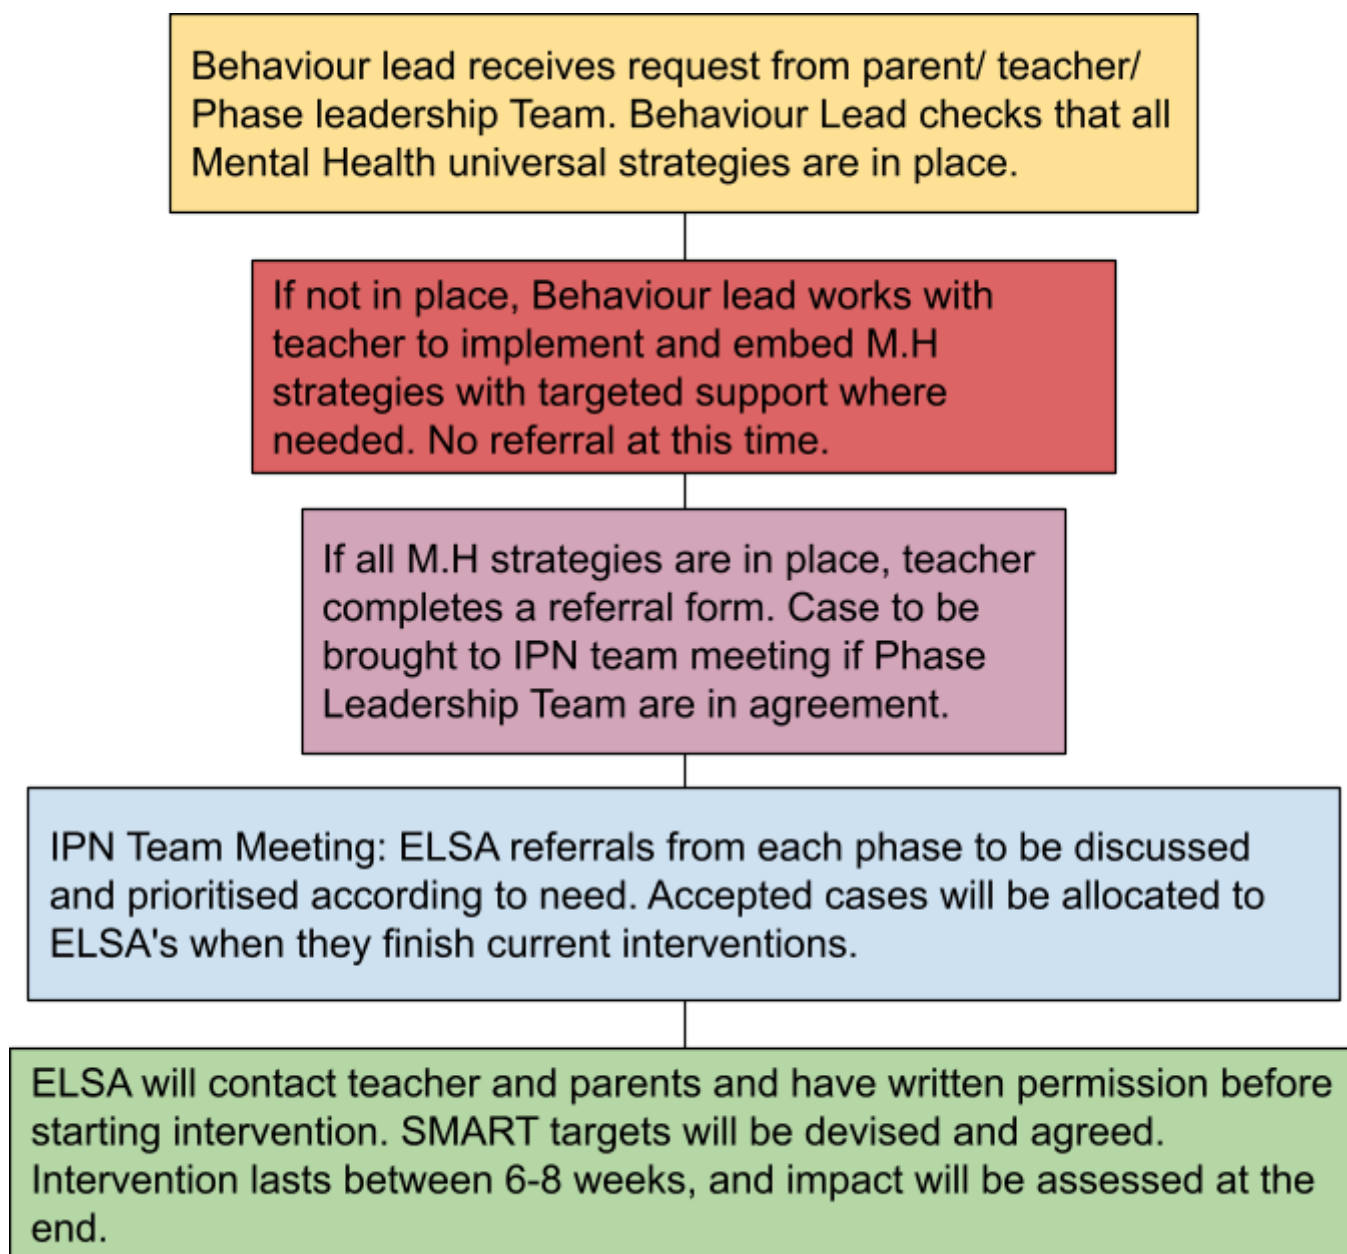 Behaviour lead receives request from parent/ teacher/
Phase leadership Team. Behaviour Lead checks that all
Mental Health universal strategies are in place.
If not in place, Behaviour lead works with
teacher to implement and embed M.H
strategies with targeted support where
needed. No referral at this time.
If all M.H strategies are in place, teacher
completes a referral form. Case to be
brought to IPN team meeting if Phase
Leadership Team are in agreement.
IPN Team Meeting: ELSA referrals from each phase to be discussed
and prioritised according to need. Accepted cases will be allocated to
ELSA's when they finish current interventions.
ELSA will contact teacher and parents and have written permission before
starting intervention. SMART targets will be devised and agreed.
Intervention lasts between 6-8 weeks, and impact will be assessed at the
end.